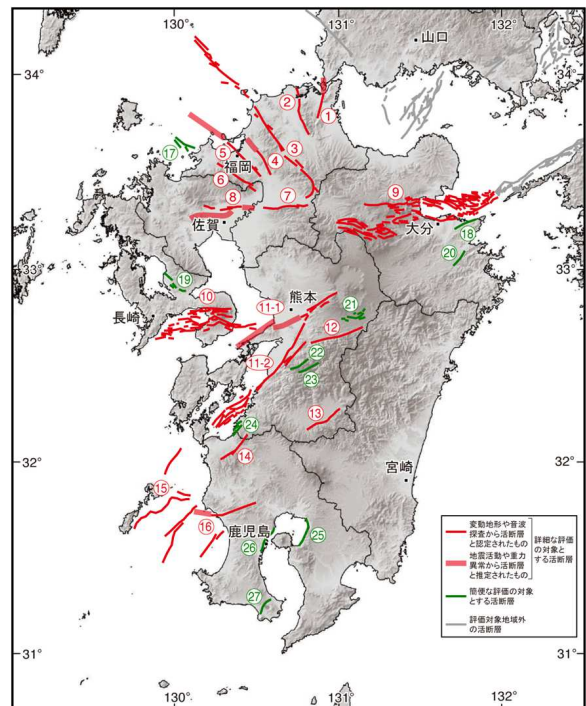 130°
131°
132°
34°
山口
34°
②
①
⑰
⑤
③
④
福岡
⑥
⑧
⑦
⑨
佐賀
大分
⑱
33°
⑳
33°
⑲
⑩
11-1
熊本
㉑
長崎
⑫
㉒
11-2
㉓
⑬
㉔
32°
⑭
宮崎
32°
⑮
⑯
鹿児島
㉕
㉖
㉗
変動地形や音波
探査から活断層
と認定されたもの
地震活動や重力
異常から活断層
と推定されたもの
詳細な評価
の対象と
する活断層
簡便な評価の対象
とする活断層
評価対象地域外
の活断層
31°
31°
130°
131°
132°